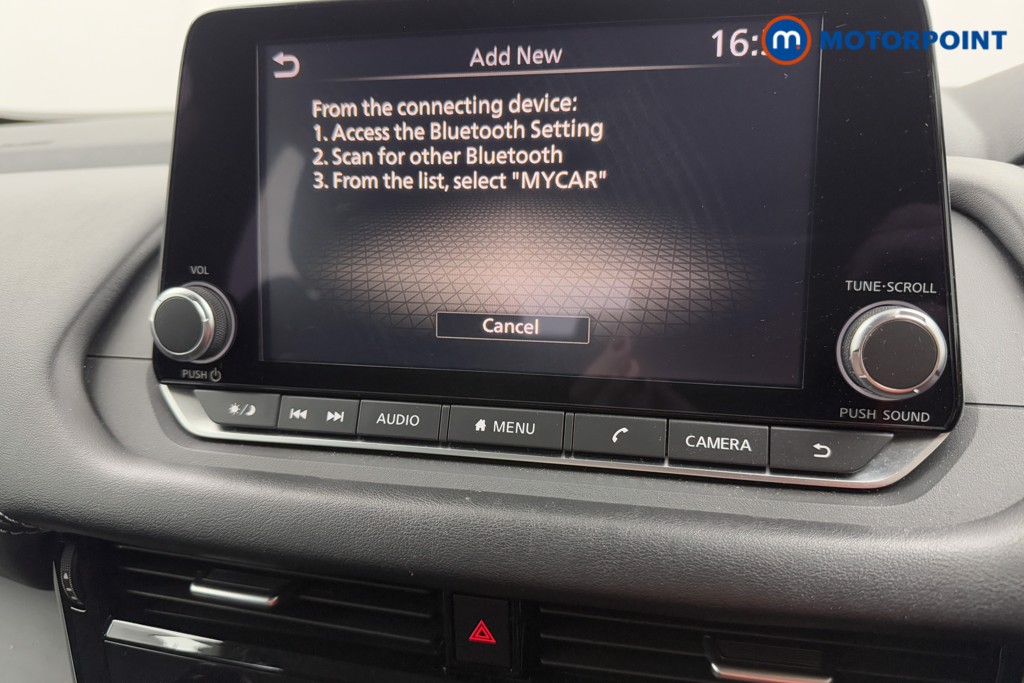 Add New
16:
m MOTORPOINT
From the connecting device:
1. Access the Bluetooth Setting
2. Scan for other Bluetooth
3. From the list, select "MYCAR"
Cancel
VOL
PUSH
TUNE·SCROLL
PUSH SOUND
AUDIO
MENU
CAMERA